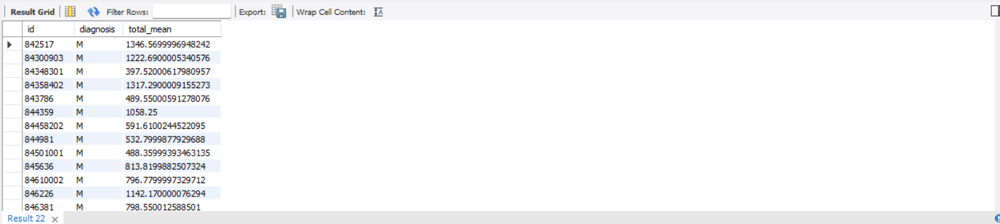 Result Grid Filter Rows: Export: Wrap Cell Content: IA
id diagnosis total_mean
842517 M 1346.5699996948242
84300903 M 1222.6900005340576
84348301 M 397.52000617980957
84358402 M 1317.2900009155273
843786 M 489.55000591278076
844359 M 1058.25
84458202 M 591.6100244522095
844981 M 532.7999877929688
84501001 M 488.35999393463135
845636 M 813.8199882507324
84610002 M 796.7799997329712
846226 M 1142.170000076294
846381 M 798.550012588501
Result 22